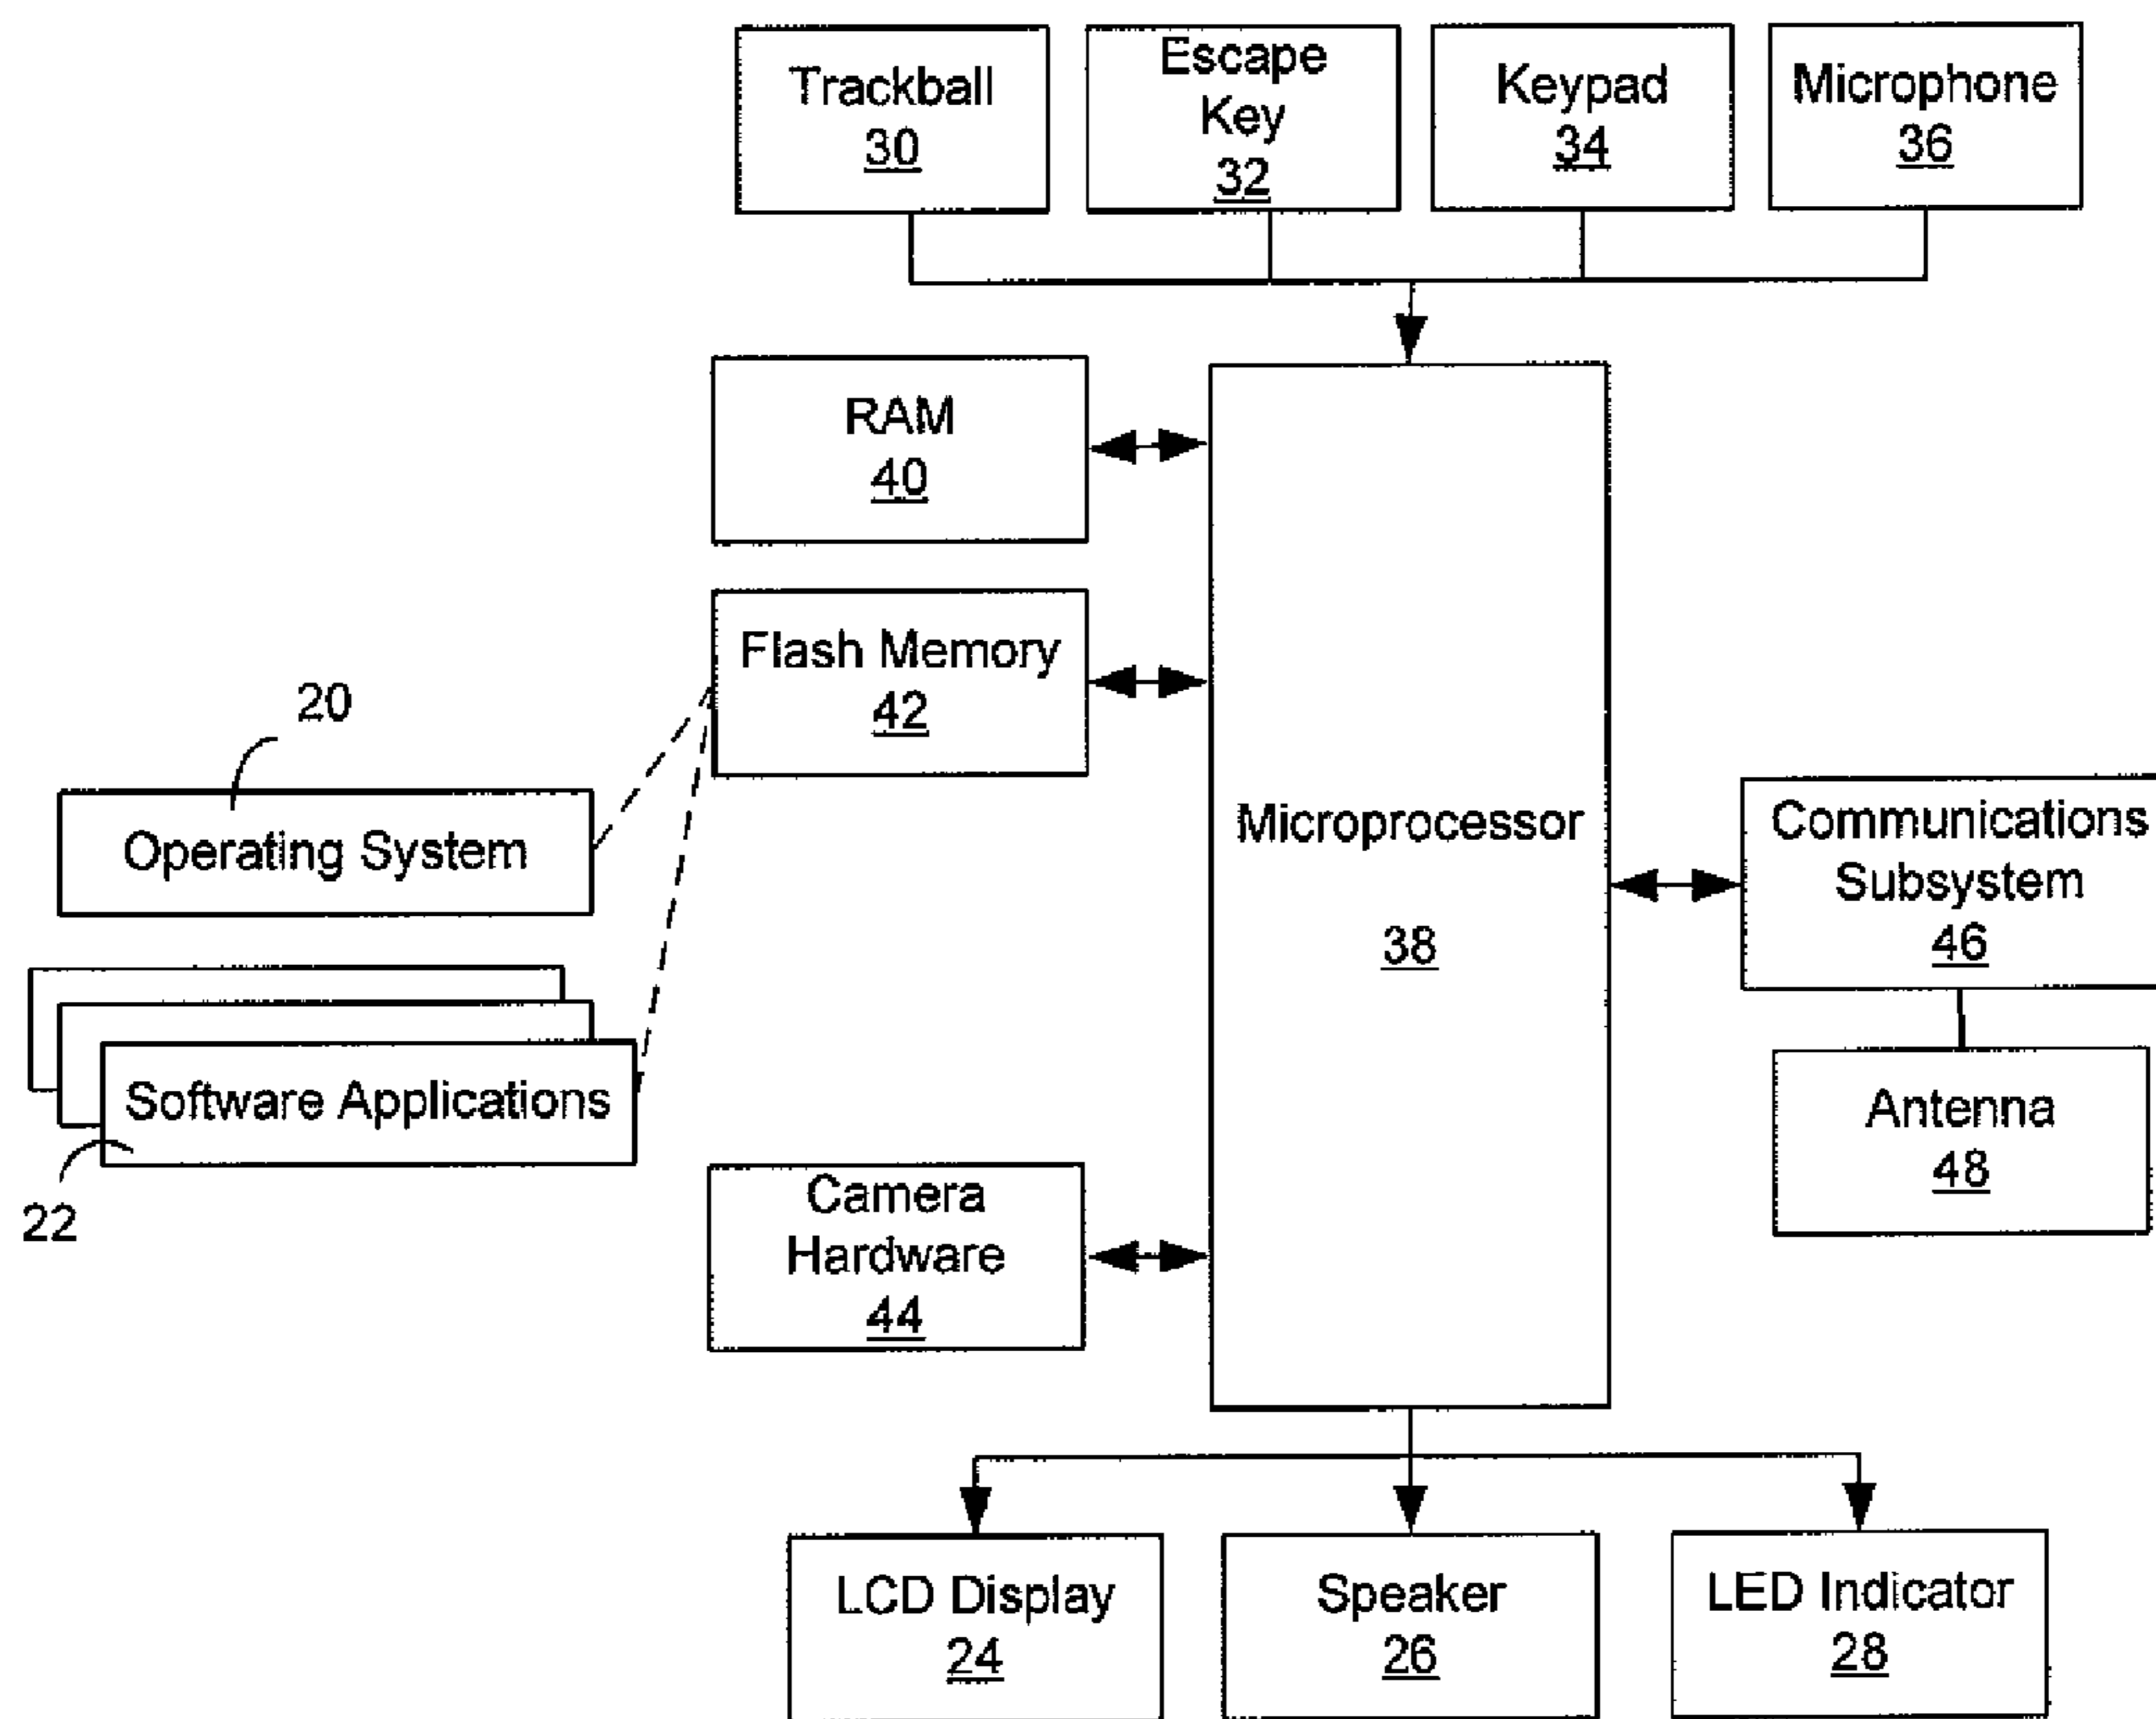 Trackball
30
Escape
Key
32
Keypad
34
Microphone
36
RAM
40
Flash Memory
42
20
Operating System
Software Applications
22
Microprocessor
38
Communications
Subsystem
46
Antenna
48
Camera
Hardware
44
LCD Display
24
Speaker
26
LED Indicator
28